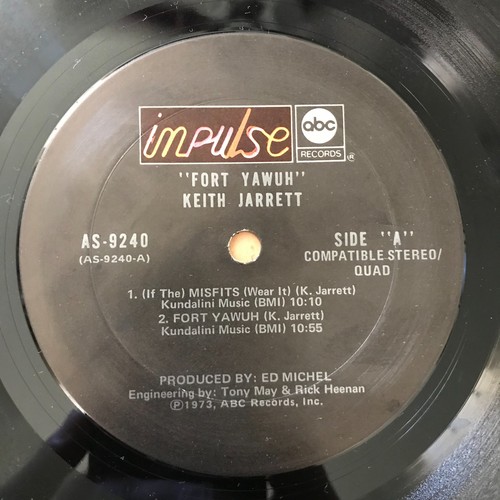 impulse
abc
RECORDS
®
"FORT YAWUH"
KEITH JARRETT
AS-9240
(AS-9240-A)
SIDE "A"
COMPATIBLE STEREO/
QUAD
1. (If The) MISFITS (Wear It) (K. Jarrett)
Kundalini Music (BMI) 10:10
2. FORT YAWUH (K. Jarrett)
Kundalini Music (BMI) 10:55
PRODUCED BY: ED MICHEL
Engineering by: Tony May & Rick Heenan
℗1973, ABC Records, Inc.